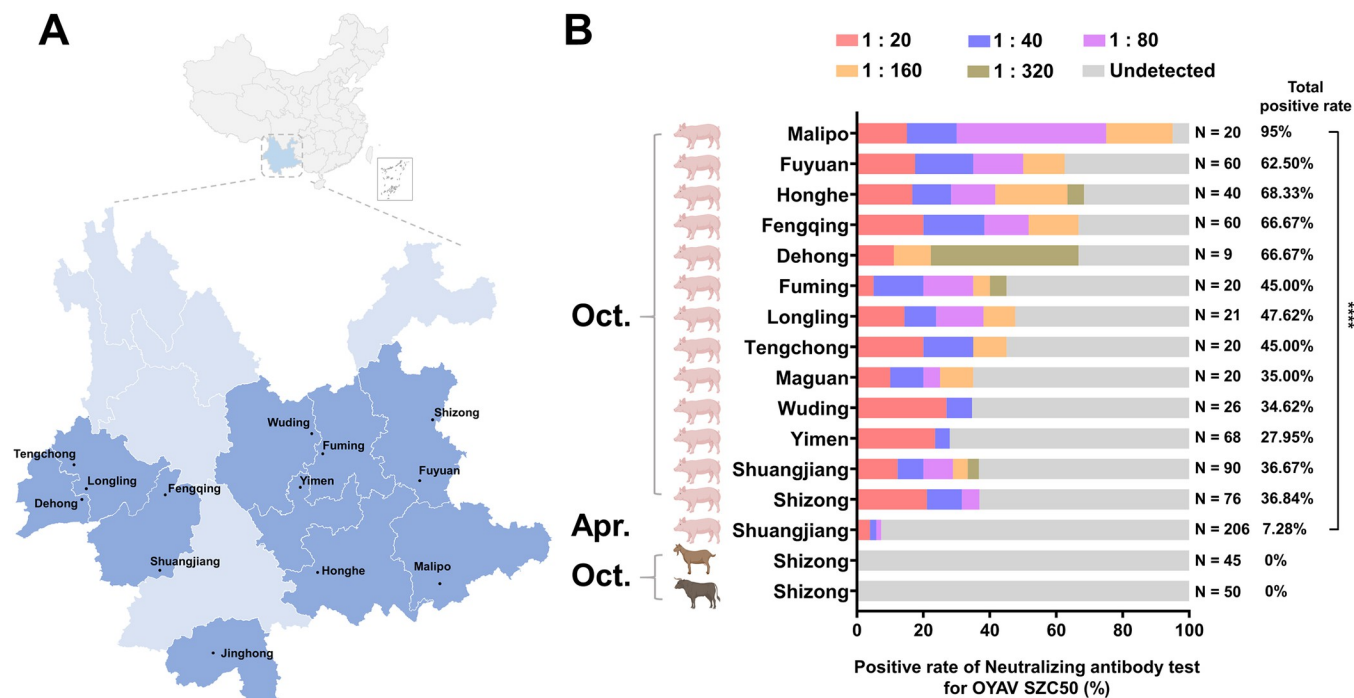 A
Tengchong
Longling
Dehong
Fengqing
Shuangjiang
Wuding
Fuming
Yimen
Shizong
Fuyuan
Honghe
Malipo
Jinghong
B
1 : 20 1 : 40 1 : 80
1 : 160 1 : 320 Undetected
Total
positive rate
Malipo N = 20 95%
Fuyuan N = 60 62.50%
Honghe N = 40 68.33%
Fengqing N = 60 66.67%
Dehong N = 9 66.67%
Fuming N = 20 45.00%
Oct. Longling N = 21 47.62%
Tengchong N = 20 45.00%
Maguan N = 20 35.00%
Wuding N = 26 34.62%
Yimen N = 68 27.95%
Shuangjiang N = 90 36.67%
Shizong N = 76 36.84%
Apr. Shuangjiang N = 206 7.28%
Oct. Shizong N = 45 0%
Shizong N = 50 0%
****
0 20 40 60 80 100
Positive rate of Neutralizing antibody test
for OYAV SZC50 (%)